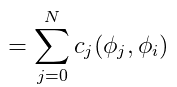 = \sum_{j=0}^{N} c_j(\phi_j, \phi_i)